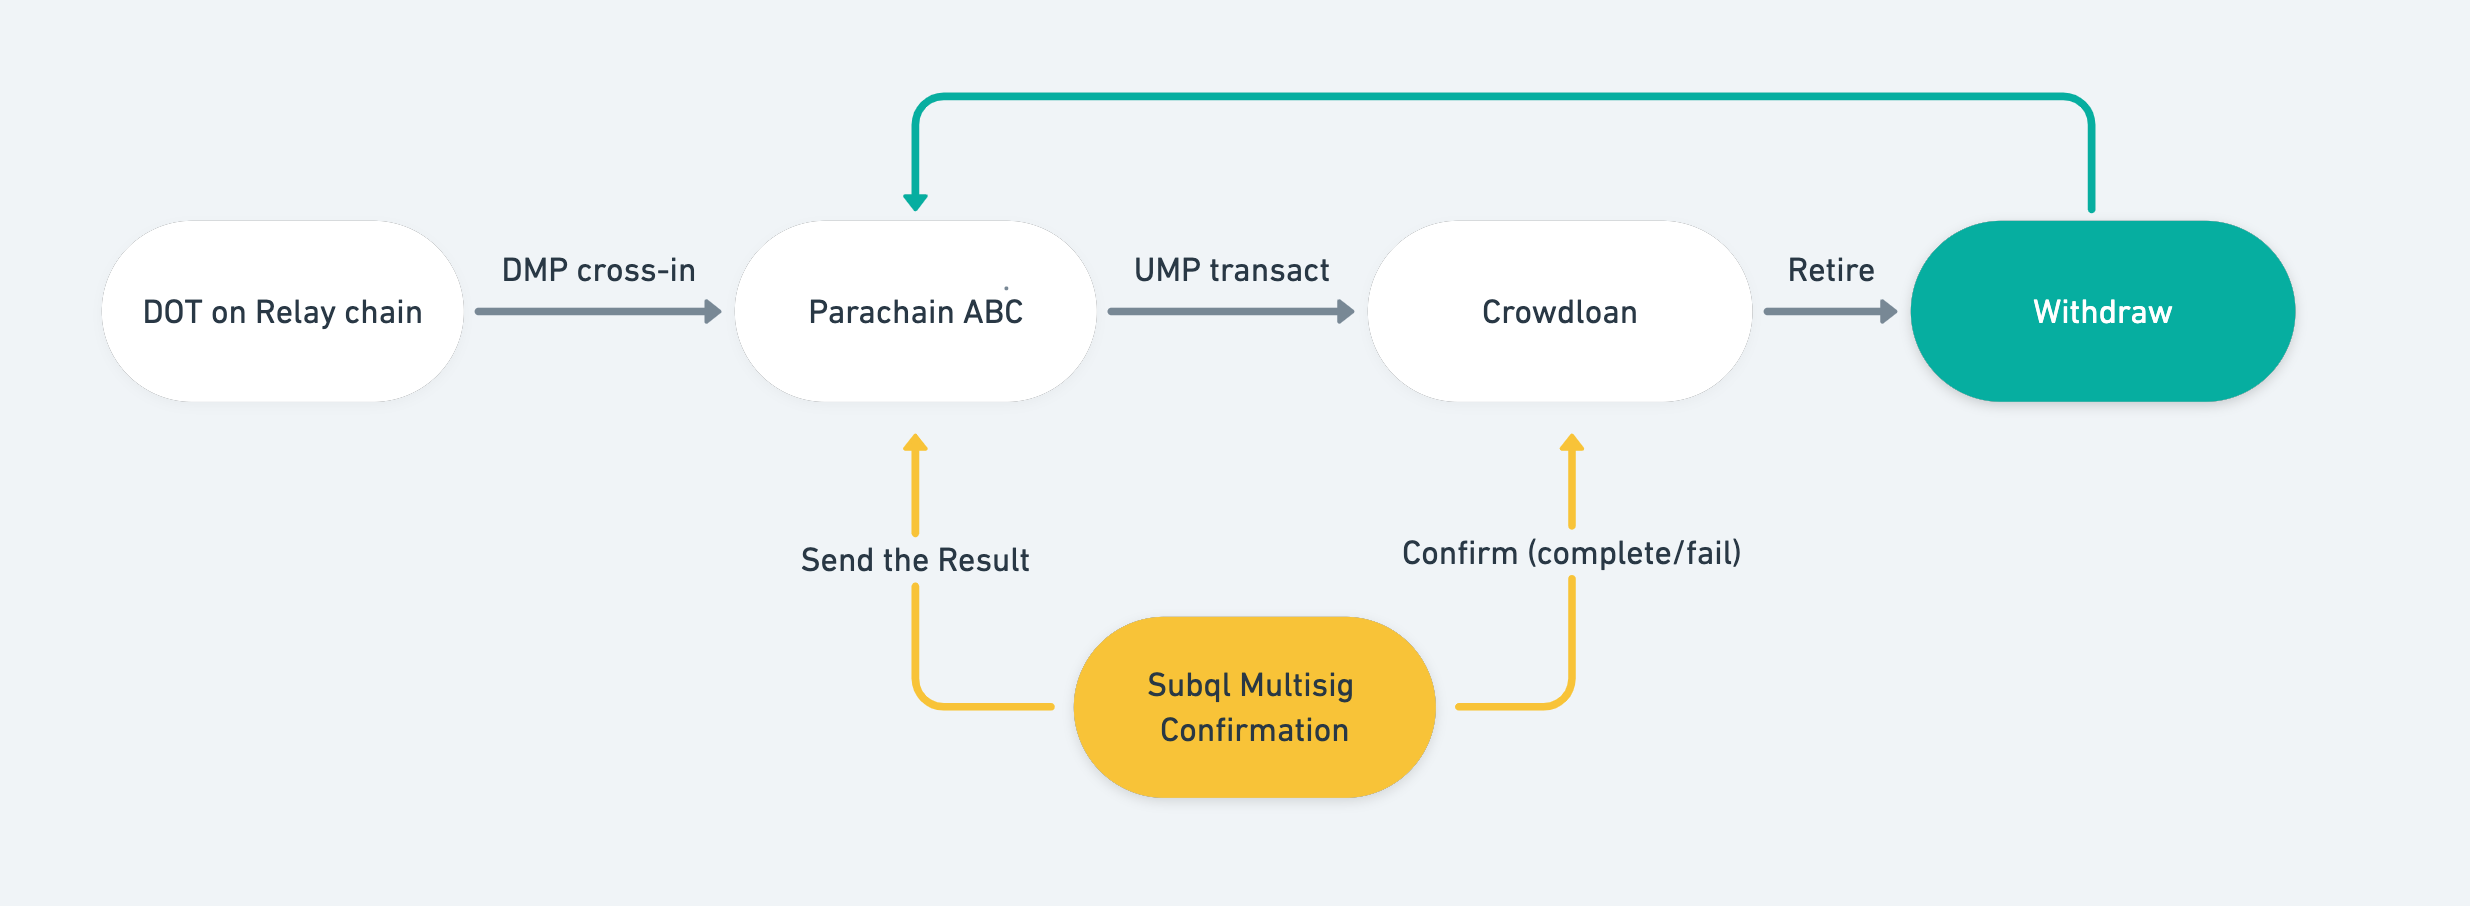 DOT on Relay chain
DMP cross-in
Parachain ABC
UMP transact
Crowdloan
Retire
Withdraw
Send the Result
Confirm (complete/fail)
Subql Multisig
Confirmation